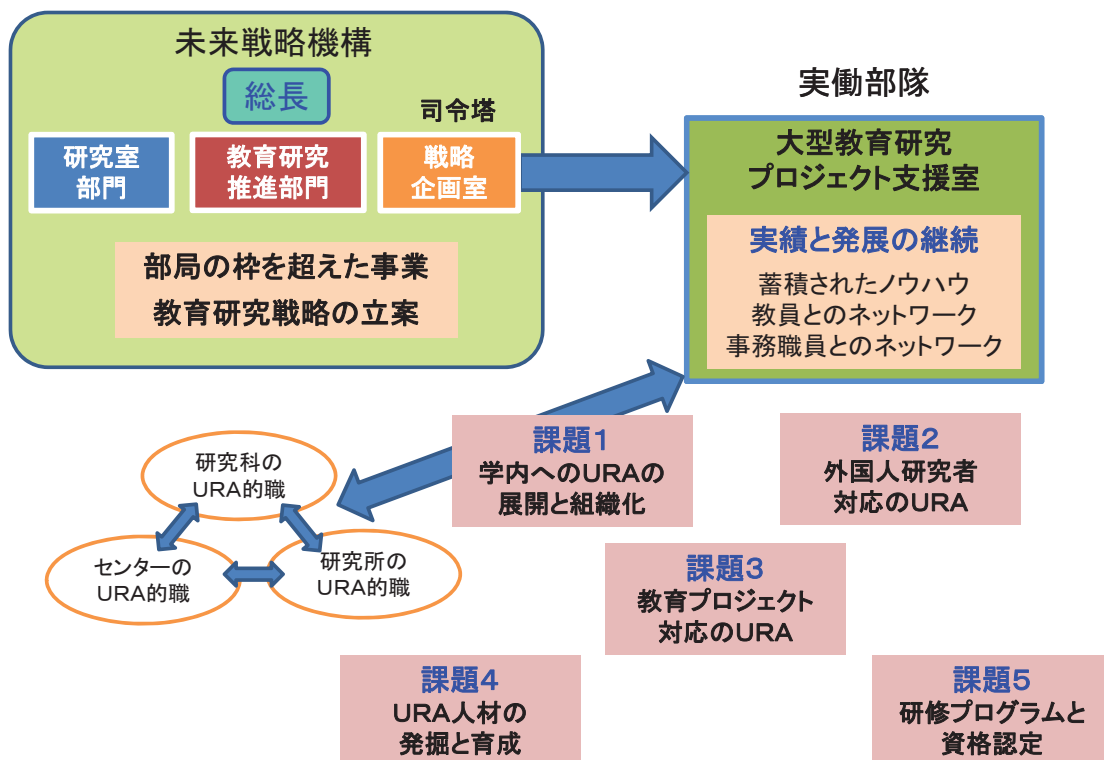 未来戦略機構
総長
司令塔
研究室
部門
教育研究
推進部門
戦略
企画室
部局の枠を超えた事業
教育研究戦略の立案
実働部隊
大型教育研究
プロジェクト支援室
実績と発展の継続
蓄積されたノウハウ
教員とのネットワーク
事務職員とのネットワーク
研究科の
URA的職
センターの
URA的職
研究所の
URA的職
課題1
学内へのURAの
展開と組織化
課題2
外国人研究者
対応のURA
課題3
教育プロジェクト
対応のURA
課題4
URA人材の
発掘と育成
課題5
研修プログラムと
資格認定